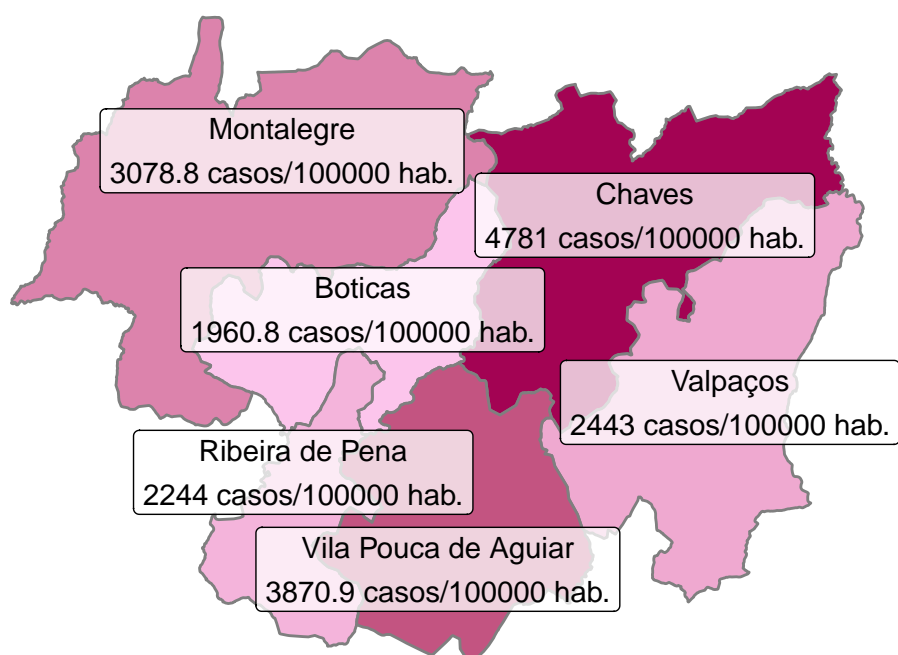 Montalegre
3078.8 casos/100000 hab.
Chaves
4781 casos/100000 hab.
Boticas
1960.8 casos/100000 hab.
Valpaços
2443 casos/100000 hab.
Ribeira de Pena
2244 casos/100000 hab.
Vila Pouca de Aguiar
3870.9 casos/100000 hab.